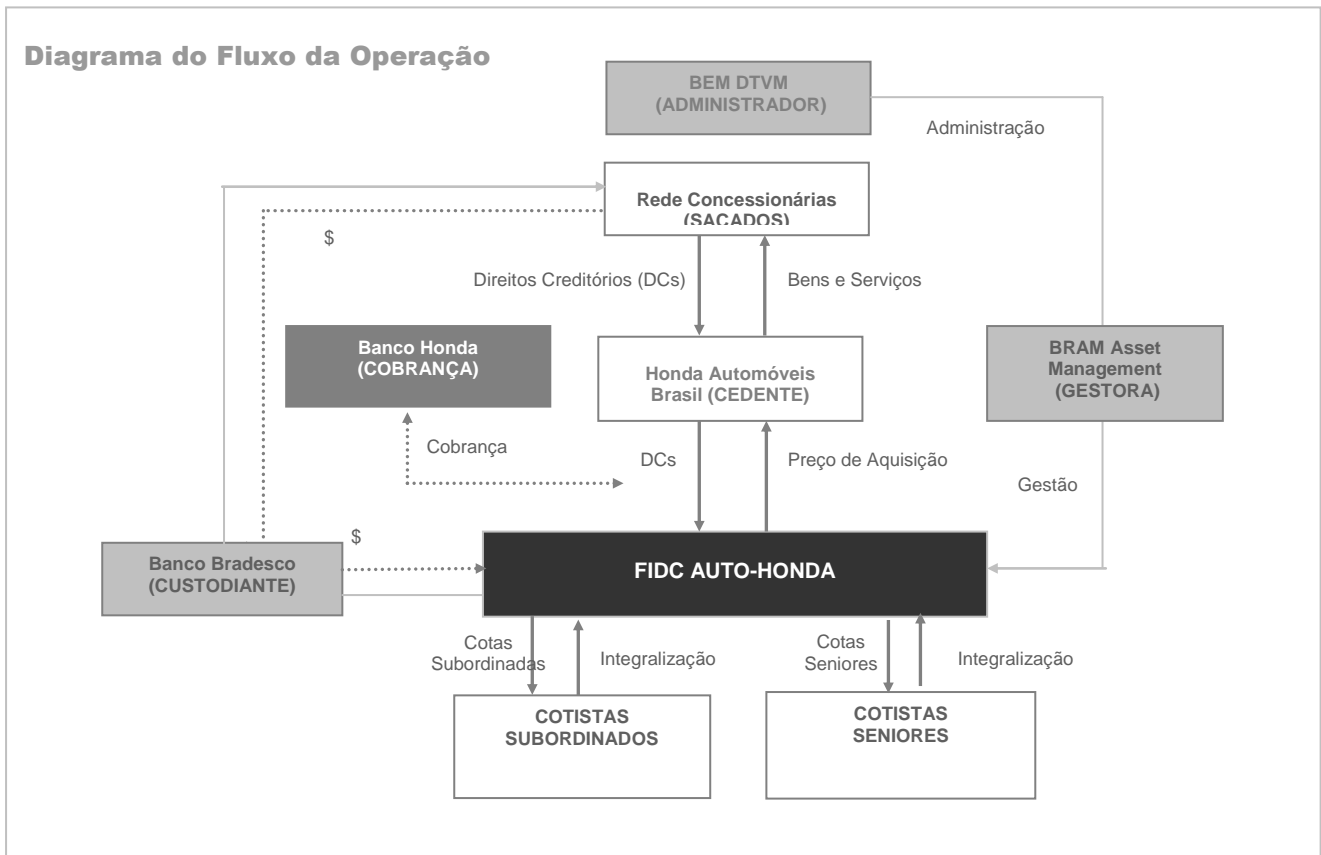 Diagrama do Fluxo da Operação
BEM DTVM
(ADMINISTRADOR)
Administração
Rede Concessionárias
(SACADOS)
$
Direitos Creditórios (DCs)
Bens e Serviços
Banco Honda
(COBRANÇA)
Honda Automóveis
Brasil (CEDENTE)
BRAM Asset
Management
(GESTORA)
Cobrança
DCs
Preço de Aquisição
Gestão
$
Banco Bradesco
(CUSTODIANTE)
FIDC AUTO-HONDA
Cotas
Subordinadas
Integralização
Cotas
Seniores
Integralização
COTISTAS
SUBORDINADOS
COTISTAS
SENIORES